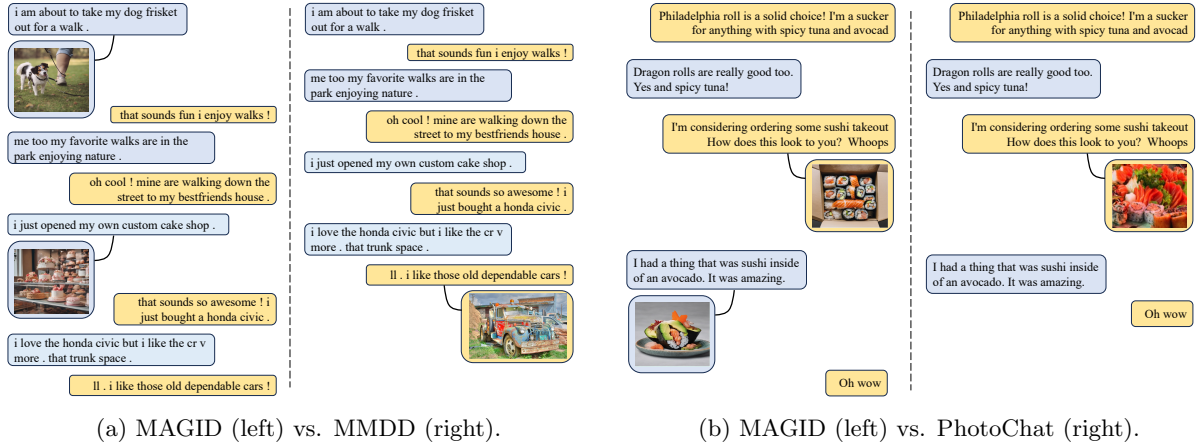 i am about to take my dog frisket
out for a walk .
that sounds fun i enjoy walks !
me too my favorite walks are in the
park enjoying nature .
oh cool ! mine are walking down the
street to my bestfriends house .
i just opened my own custom cake shop .
that sounds so awesome ! i
just bought a honda civic .
i love the honda civic but i like the cr v
more . that trunk space .
ll . i like those old dependable cars !
i am about to take my dog frisket
out for a walk .
that sounds fun i enjoy walks !
me too my favorite walks are in the
park enjoying nature .
oh cool ! mine are walking down the
street to my bestfriends house .
i just opened my own custom cake shop .
that sounds so awesome ! i
just bought a honda civic .
i love the honda civic but i like the cr v
more . that trunk space .
ll . i like those old dependable cars !
(a) MAGID (left) vs. MMDD (right).
Philadelphia roll is a solid choice! I'm a sucker
for anything with spicy tuna and avocad
Dragon rolls are really good too.
Yes and spicy tuna!
I'm considering ordering some sushi takeout
How does this look to you? Whoops
I had a thing that was sushi inside
of an avocado. It was amazing.
Oh wow
Philadelphia roll is a solid choice! I'm a sucker
for anything with spicy tuna and avocad
Dragon rolls are really good too.
Yes and spicy tuna!
I'm considering ordering some sushi takeout
How does this look to you? Whoops
I had a thing that was sushi inside
of an avocado. It was amazing.
Oh wow
(b) MAGID (left) vs. PhotoChat (right).